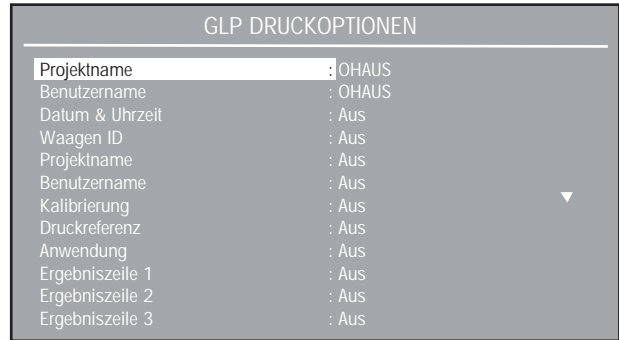 GLP DRUCKOPTIONEN
Projektname : OHAUS
Benutzername : OHAUS
Datum & Uhrzeit : Aus
Waagen ID : Aus
Projektname : Aus
Benutzername : Aus
Kalibrierung : Aus
Druckreferenz : Aus
Anwendung : Aus
Ergebniszeile 1 : Aus
Ergebniszeile 2 : Aus
Ergebniszeile 3 : Aus